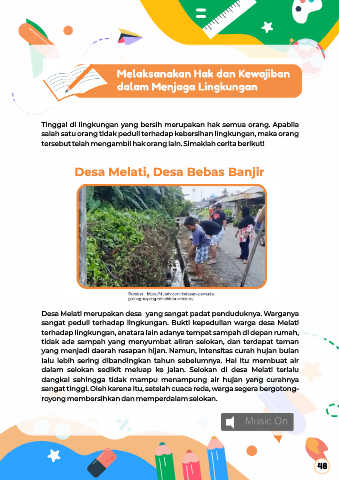 Melaksanakan Hak dan Kewajiban
dalam Menjaga Lingkungan
Tinggal di lingkungan yang bersih merupakan hak semua orang. Apabila
salah satu orang tidak peduli terhadap kebersihan lingkungan, maka orang
tersebut telah mengambil hak orang lain. Simaklah cerita berikut!
Desa Melati, Desa Bebas Banjir
Desa Melati merupakan desa yang sangat padat penduduknya. Warganya
sangat peduli terhadap lingkungan. Bukti kepedulian warga desa Melati
terhadap lingkungan, anatara lain adanya tempat sampah di depan rumah,
tidak ada sampah yang menyumbat aliran selokan, dan terdapat taman
yang menjadi daerah resapan hijan. Namun, intensitas curah hujan bulan
lalu lebih sering dibandingkan tahun sebelumnya. Hal itu membuat air
dalam selokan sedikit meluap ke jalan. Selokan di desa Melati terlalu
dangkal sehingga tidak mampu menampung air hujan yang curahnya
sangat tinggi. Oleh karena itu, setelah cuaca reda, warga segera bergotong-
royong membersihkan dan memperdalam selokan.
Music On
48